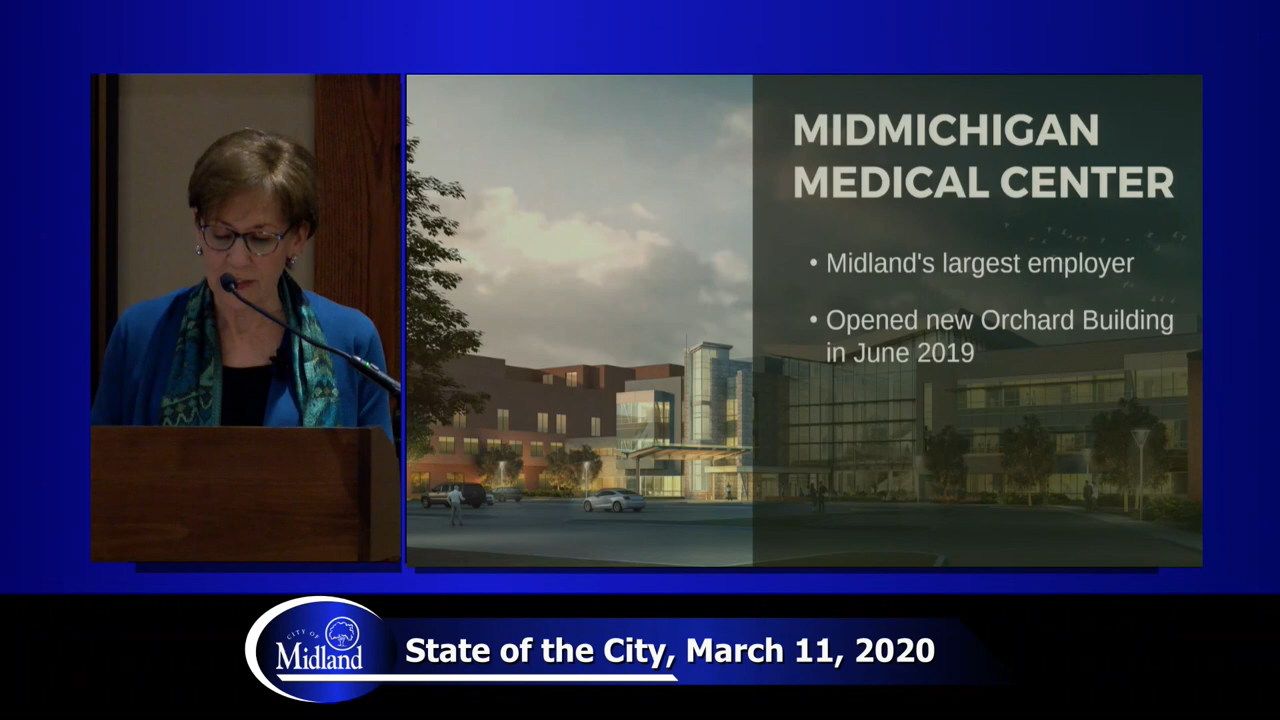 MIDMICHIGAN
MEDICAL CENTER
• Midland's largest employer
• Opened new Orchard Building
in June 2019
CITY OF
Midland
State of the City, March 11, 2020